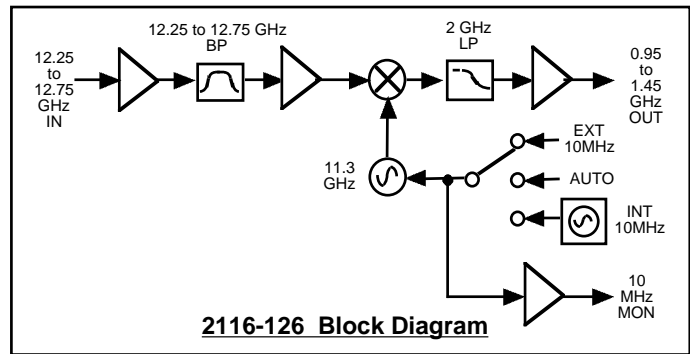 12.25
to
12.75
GHz
IN
12.25 to 12.75 GHz
BP
2 GHz
LP
0.95
to
1.45
GHz
OUT
11.3
GHz
EXT
10MHz
AUTO
INT
10MHz
10
MHz
MON
2116-126 Block Diagram